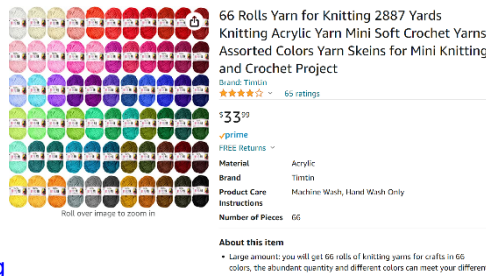 66 Rolls Yarn for Knitting 2887 Yards
Knitting Acrylic Yarn Mini Soft Crochet Yarns
Assorted Colors Yarn Skeins for Mini Knitting
and Crochet Project
Brand: Timtin
65 ratings
$33.99
prime
FREE Returns
Material Acrylic
Brand Timtin
Product Care Instructions Machine Wash, Hand Wash Only
Number of Pieces 66
Roll over image to zoom in
About this item
• Large amount: you will get 66 rolls of knitting yarns for crafts in 66
colors, the abundant quantity and different colors can meet your different
g